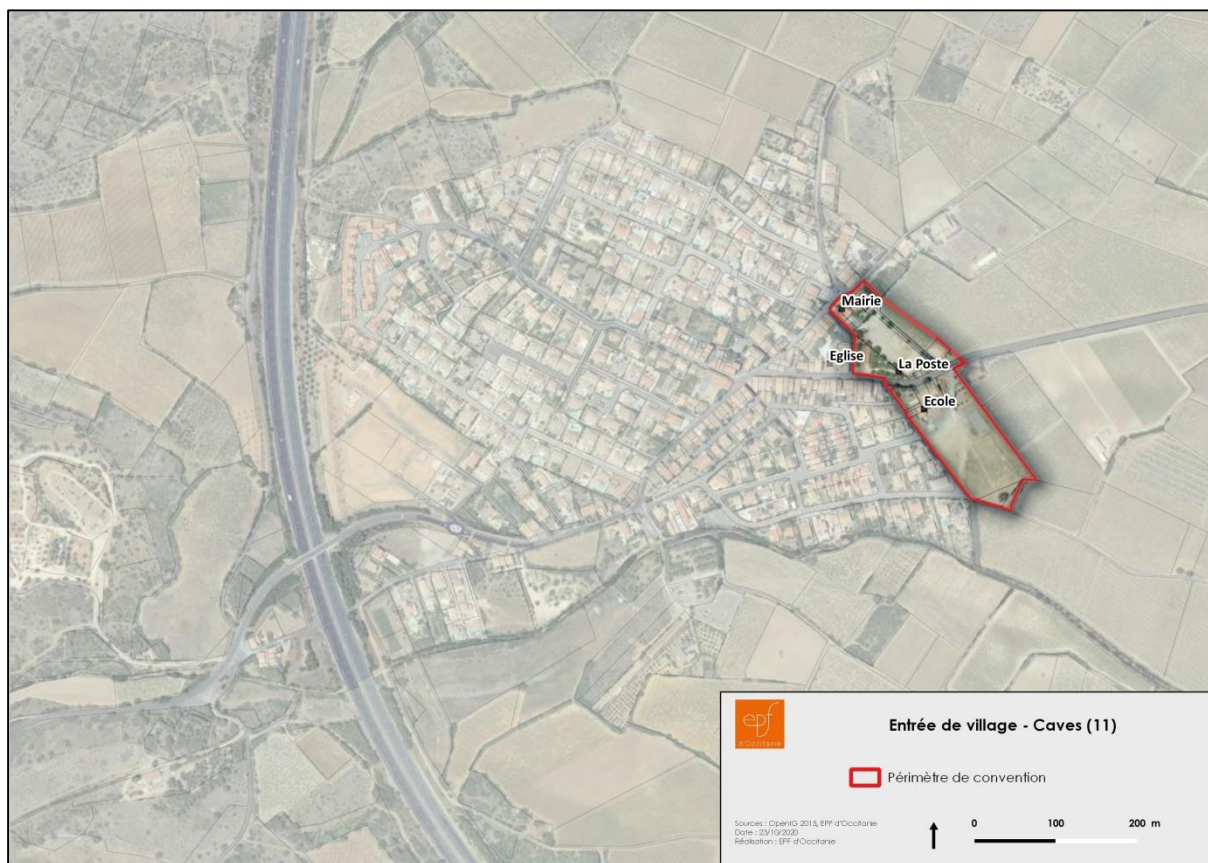 Mairie
Eglise
La Poste
Ecole
epf
d'Occitanie
Entrée de village - Caves (11)
Périmètre de convention
Sources : OpenIG 2015, EPF d'Occitanie
Date : 23/10/2020
Réalisation : EPF d'Occitanie
0 100 200 m